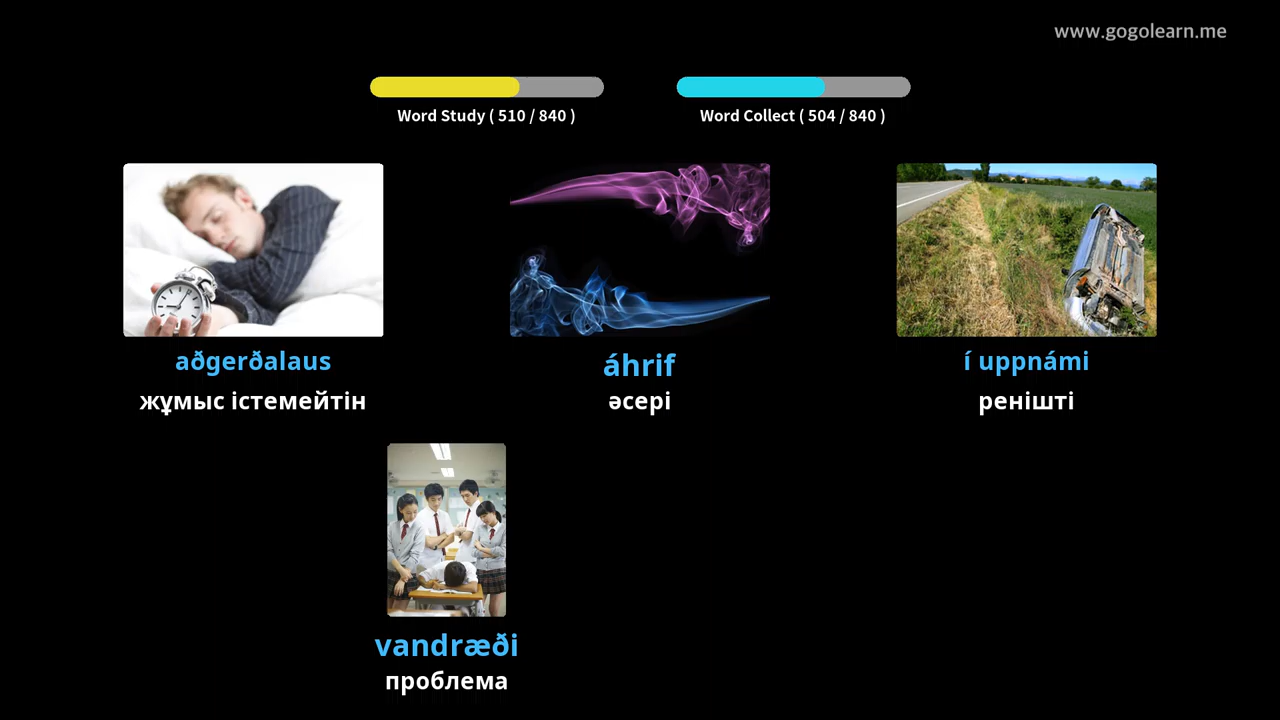 www.gogolearn.me
Word Study ( 510 / 840 )
Word Collect ( 504 / 840 )
aðgerðalaus
áhrif
í uppnámi
жұмыс істемейтін
әсері
ренішті
vandræði
проблема